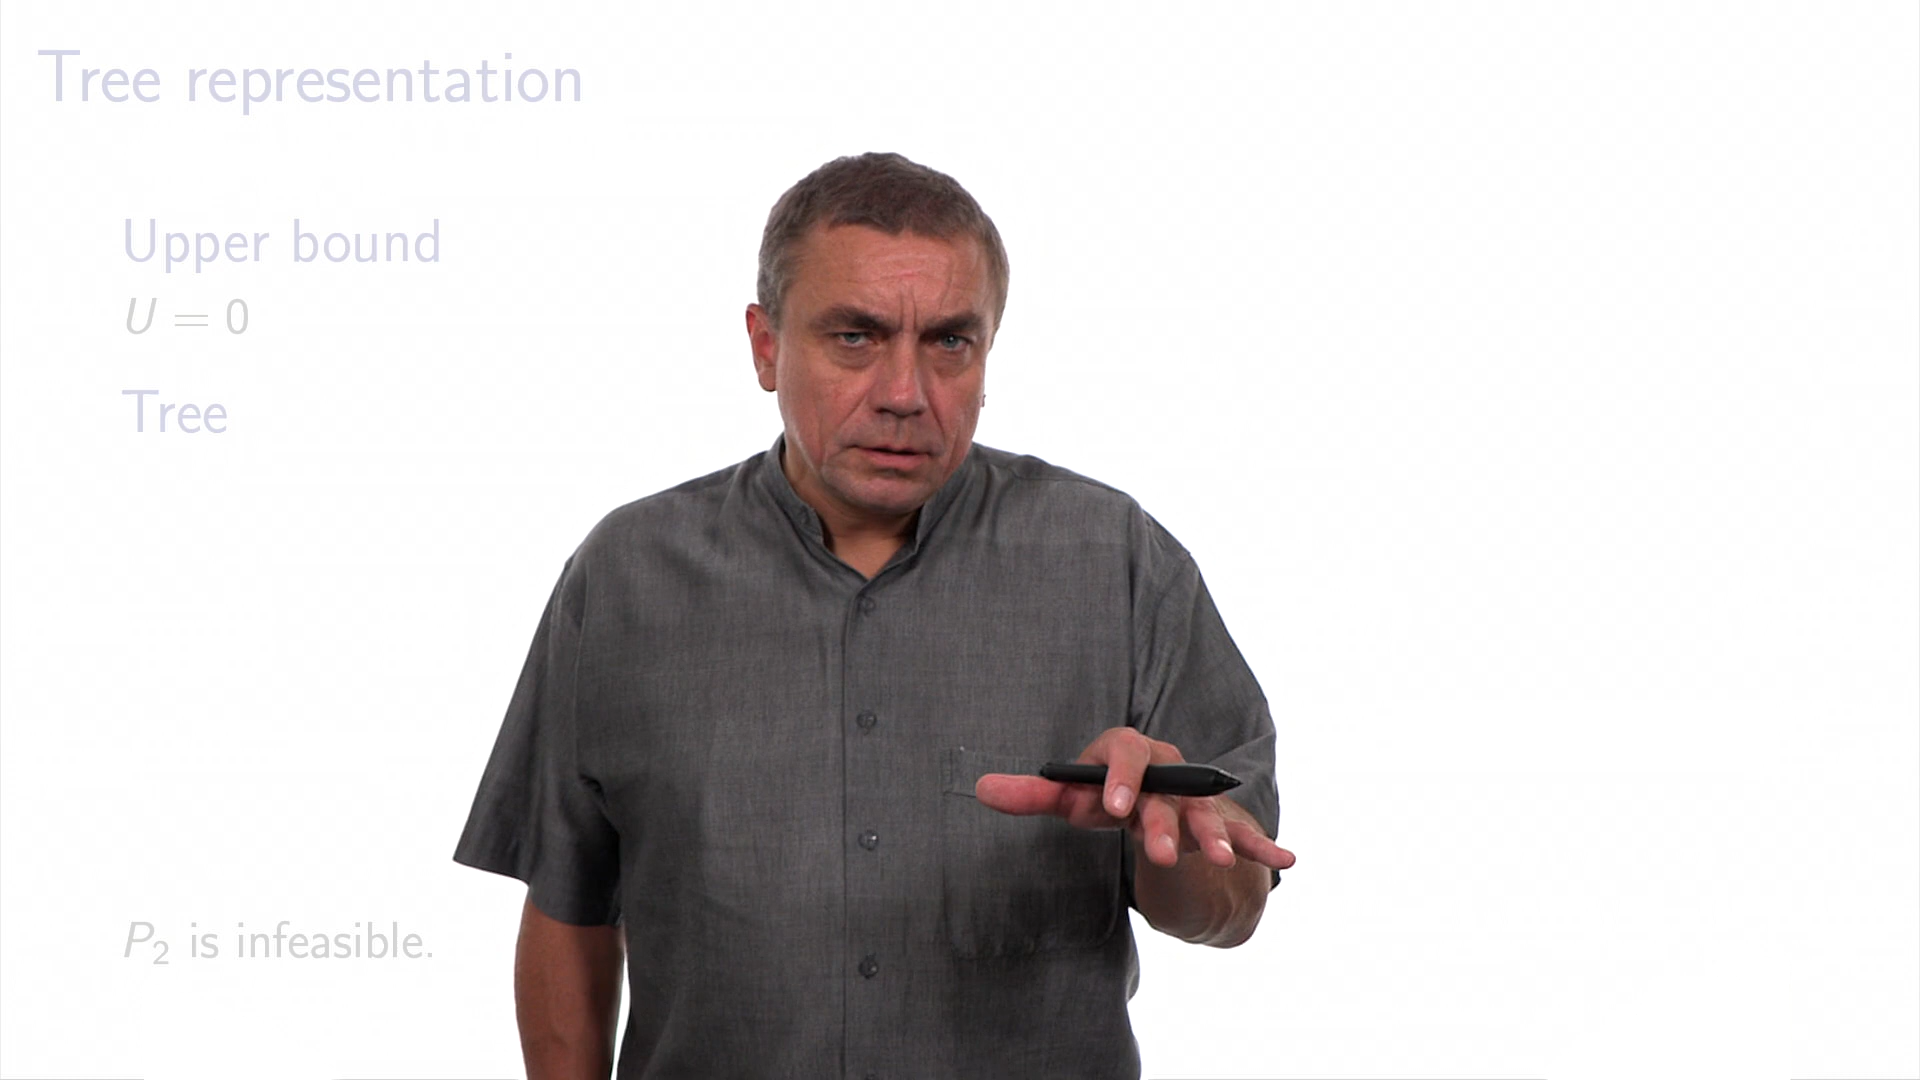 Tree representation
Upper bound
U = 0
Tree
P₂ is infeasible.